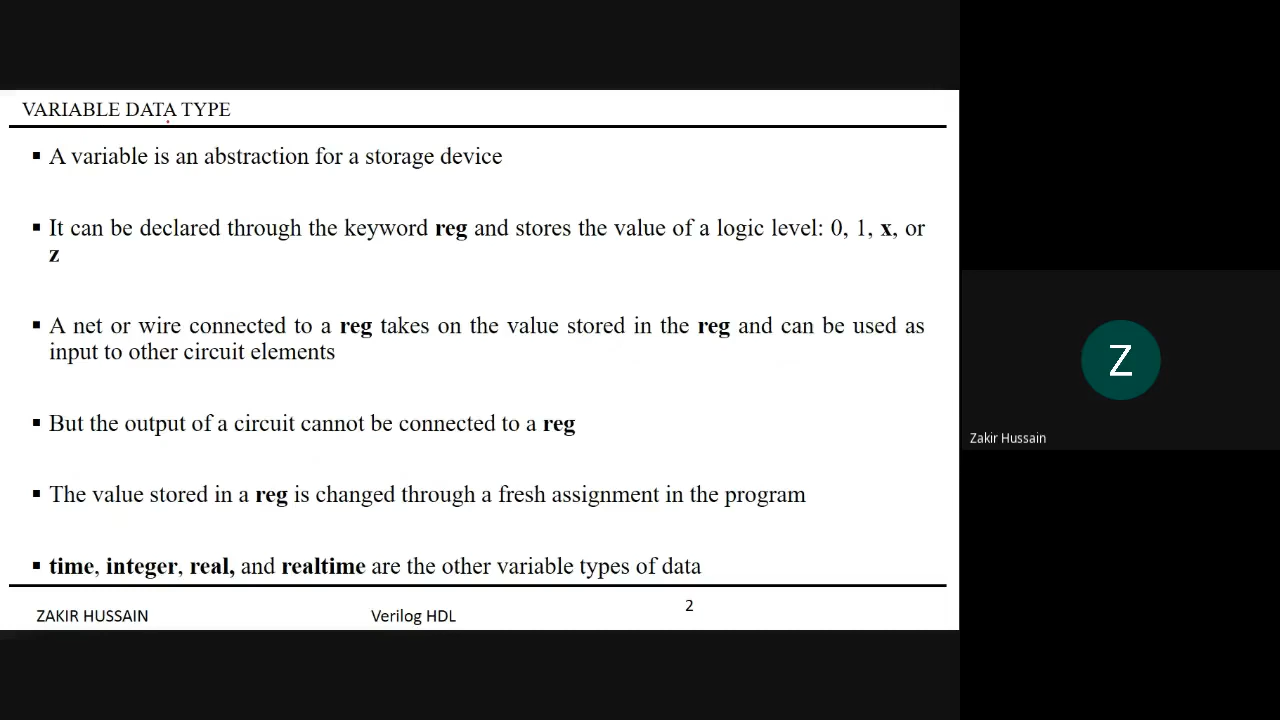 VARIABLE DATA TYPE
▪ A variable is an abstraction for a storage device
▪ It can be declared through the keyword reg and stores the value of a logic level: 0, 1, x, or
z
▪ A net or wire connected to a reg takes on the value stored in the reg and can be used as
input to other circuit elements
▪ But the output of a circuit cannot be connected to a reg
▪ The value stored in a reg is changed through a fresh assignment in the program
▪ time, integer, real, and realtime are the other variable types of data
ZAKIR HUSSAIN
Verilog HDL
2
Z
Zakir Hussain